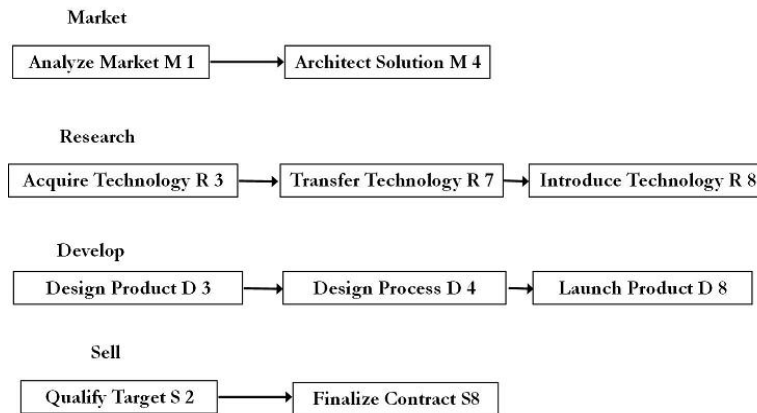 Market
Analyze Market M 1
Architect Solution M 4
Research
Acquire Technology R 3
Transfer Technology R 7
Introduce Technology R 8
Develop
Design Product D 3
Design Process D 4
Launch Product D 8
Sell
Qualify Target S 2
Finalize Contract S8